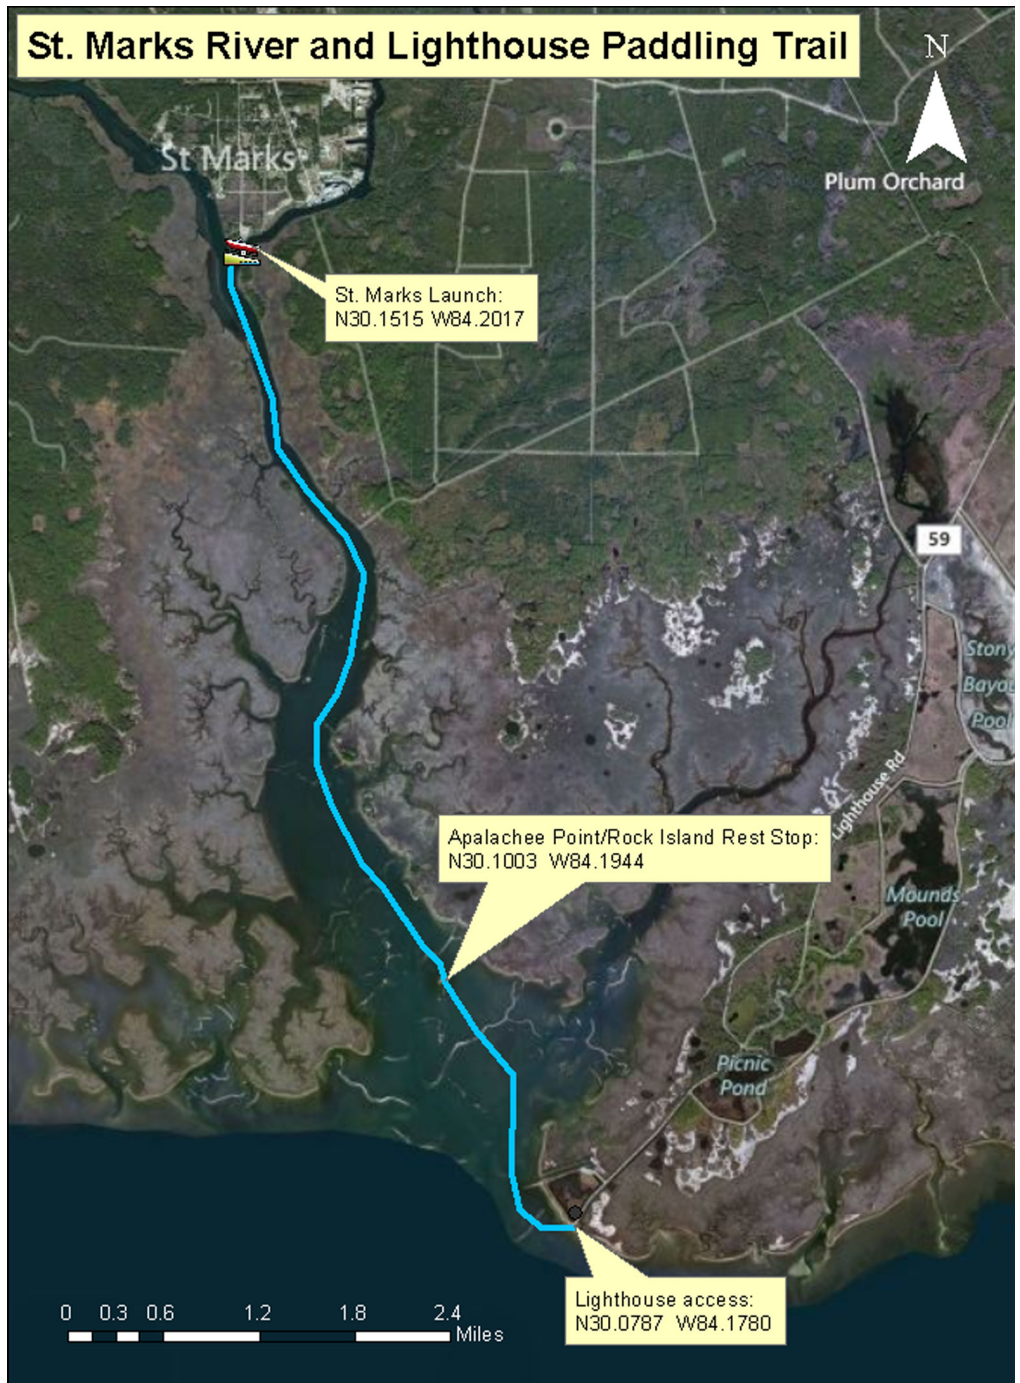 St. Marks River and Lighthouse Paddling Trail
N
St Marks
Plum Orchard
St. Marks Launch:
N30.1515 W84.2017
59
Stony
Bayou
Pool
Lighthouse Rd
Apalachee Point/Rock Island Rest Stop:
N30.1003 W84.1944
Mounds
Pool
Picnic
Pond
Lighthouse access:
N30.0787 W84.1780
0 0.3 0.6 1.2 1.8 2.4
Miles